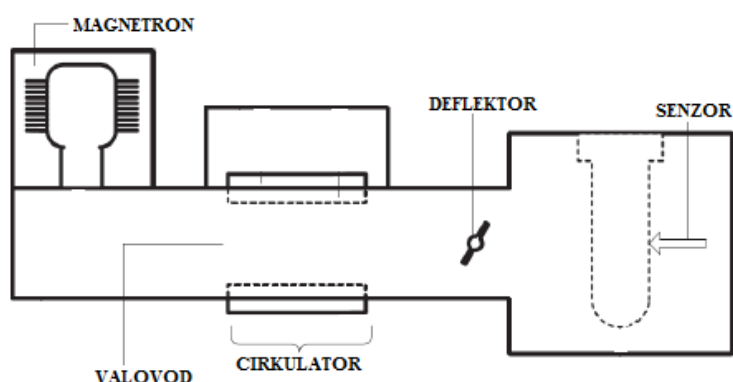 MAGNETRON
DEFLEKTOR
SENZOR
VALOVOD
CIRKULATOR